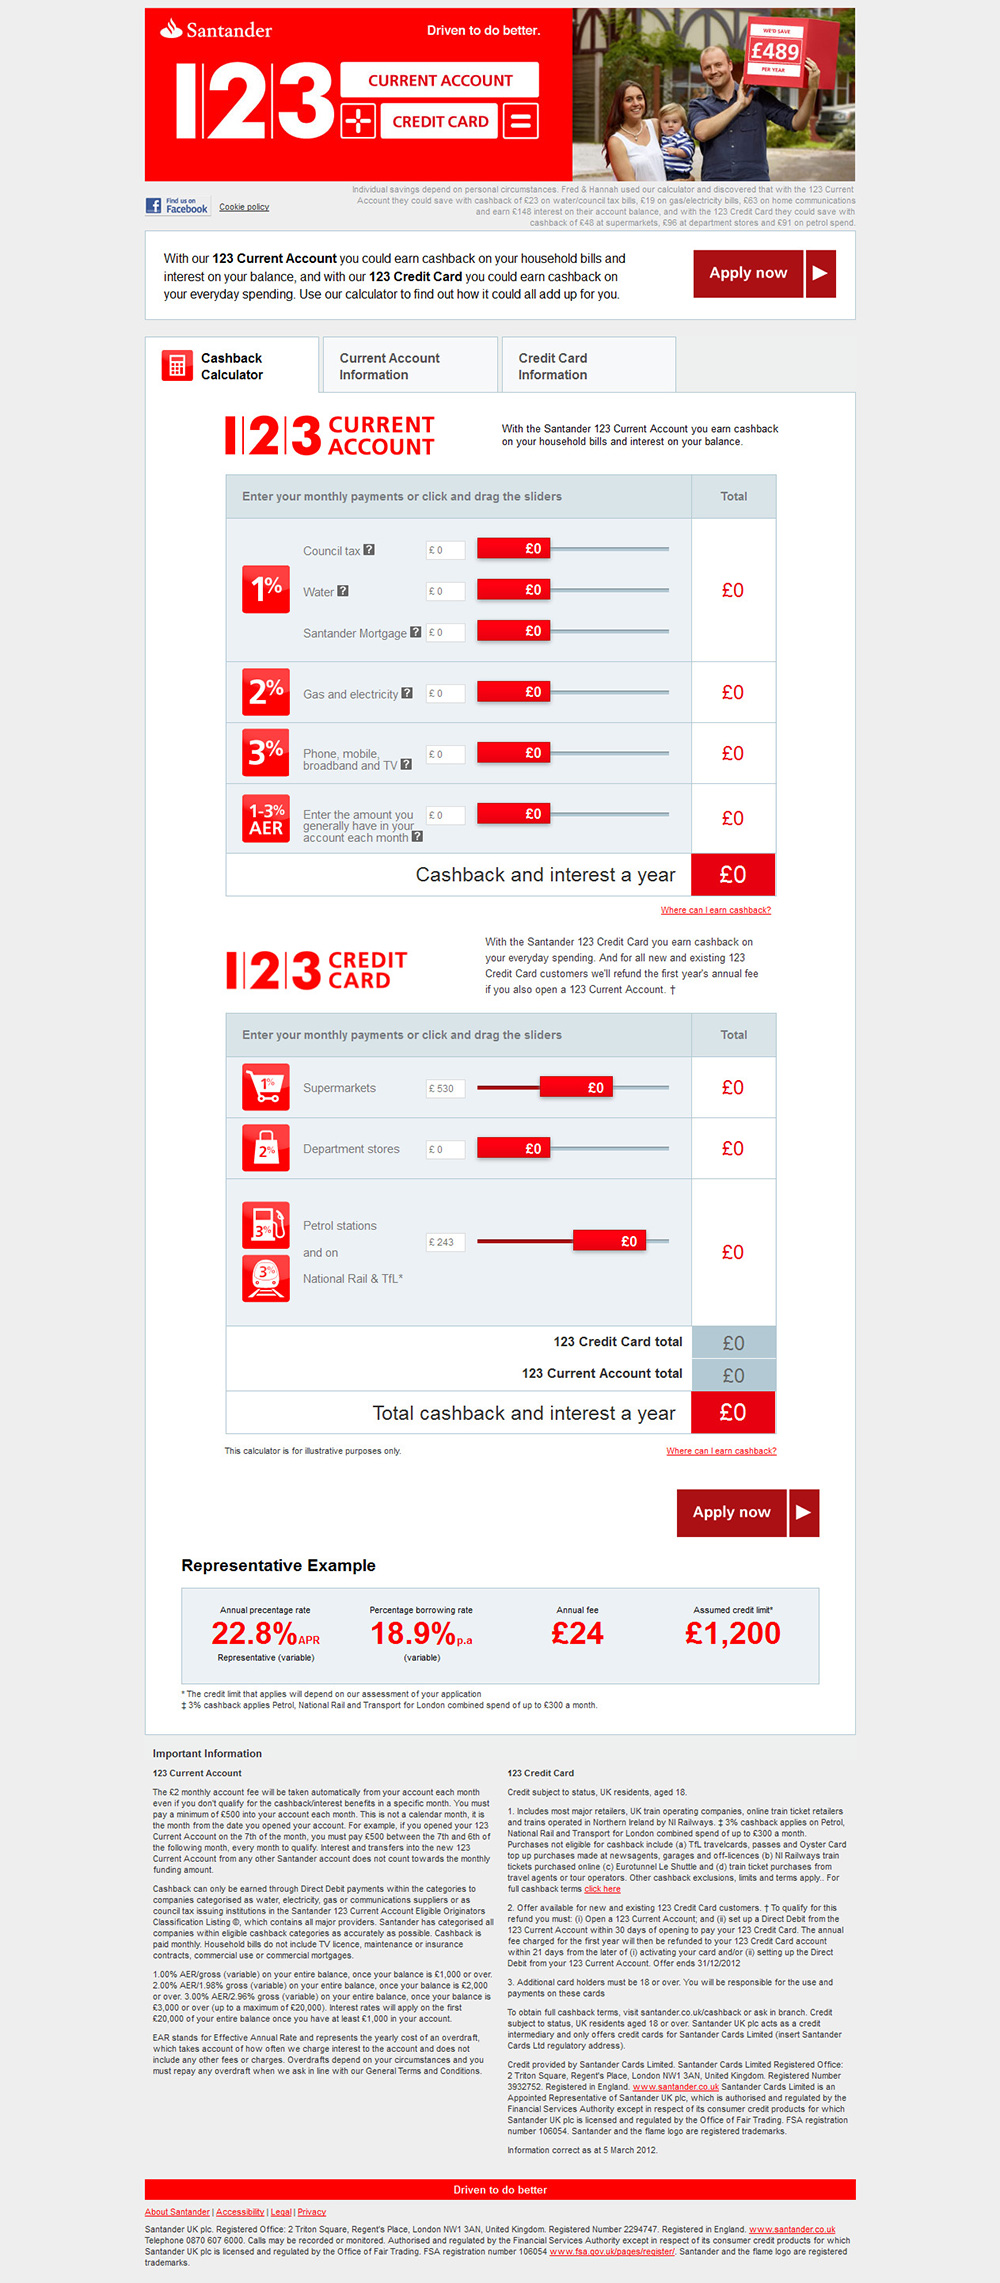 Santander
Driven to do better.
123 CURRENT ACCOUNT
+ CREDIT CARD =
WE'D SAVE
£489
PER YEAR
Individual savings depend on personal circumstances. Fred & Hannah used our calculator and discovered that with the 123 Current
Account they could save with cashback of £23 on water/council tax bills, £19 on gas/electricity bills, £63 on home communications
and earn £148 interest on their account balance, and with the 123 Credit Card they could save with
cashback of £48 at supermarkets, £96 at department stores and £91 on petrol spend.
Find us on
Facebook
Cookie policy
With our 123 Current Account you could earn cashback on your household bills and
interest on your balance, and with our 123 Credit Card you could earn cashback on
your everyday spending. Use our calculator to find out how it could all add up for you.
Apply now
Cashback
Calculator
Current Account
Information
Credit Card
Information
123 CURRENT
ACCOUNT
With the Santander 123 Current Account you earn cashback
on your household bills and interest on your balance.
Enter your monthly payments or click and drag the sliders Total
1%
Council tax ? £ 0 £0
Water ? £ 0 £0
Santander Mortgage ? £ 0 £0
£0
2% Gas and electricity ? £ 0 £0 £0
3% Phone, mobile,
broadband and TV ? £ 0 £0 £0
1-3%
AER
Enter the amount you
generally have in your
account each month ? £ 0 £0 £0
Cashback and interest a year £0
Where can I earn cashback?
123 CREDIT
CARD
With the Santander 123 Credit Card you earn cashback on
your everyday spending. And for all new and existing 123
Credit Card customers we'll refund the first year's annual fee
if you also open a 123 Current Account. †
Enter your monthly payments or click and drag the sliders Total
1% Supermarkets £ 530 £0 £0
2% Department stores £ 0 £0 £0
3% Petrol stations
and on
3% National Rail & TfL*
£ 243 £0 £0
123 Credit Card total £0
123 Current Account total £0
Total cashback and interest a year £0
This calculator is for illustrative purposes only.
Where can I earn cashback?
Apply now
Representative Example
Annual precentage rate
22.8% APR
Representative (variable)
Percentage borrowing rate
18.9% p.a
(variable)
Annual fee
£24
Assumed credit limit*
£1,200
* The credit limit that applies will depend on our assessment of your application
‡ 3% cashback applies Petrol, National Rail and Transport for London combined spend of up to £300 a month.
Important Information
123 Current Account
The £2 monthly account fee will be taken automatically from your account each month
even if you don't qualify for the cashback/interest benefits in a specific month. You must
pay a minimum of £500 into your account each month. This is not a calendar month, it is
the month from the date you opened your account. For example, if you opened your 123
Current Account on the 7th of the month, you must pay £500 between the 7th and 6th of
the following month, every month to qualify. Interest and transfers into the new 123
Current Account from any other Santander account does not count towards the monthly
funding amount.
Cashback can only be earned through Direct Debit payments within the categories to
companies categorised as water, electricity, gas or communications suppliers or as
council tax issuing institutions in the Santander 123 Current Account Eligible Originators
Classification Listing ®, which contains all major providers. Santander has categorised all
companies within eligible cashback categories as accurately as possible. Cashback is
paid monthly. Household bills do not include TV licence, maintenance or insurance
contracts, commercial use or commercial mortgages.
1.00% AER/gross (variable) on your entire balance, once your balance is £1,000 or over.
2.00% AER/1.98% gross (variable) on your entire balance, once your balance is £2,000
or over. 3.00% AER/2.96% gross (variable) on your entire balance, once your balance is
£3,000 or over (up to a maximum of £20,000). Interest rates will apply on the first
£20,000 of your entire balance once you have at least £1,000 in your account.
EAR stands for Effective Annual Rate and represents the yearly cost of an overdraft,
which takes account of how often we charge interest to the account and does not
include any other fees or charges. Overdrafts depend on your circumstances and you
must repay any overdraft when we ask in line with our General Terms and Conditions.
123 Credit Card
Credit subject to status, UK residents, aged 18.
1. Includes most major retailers, UK train operating companies, online train ticket retailers
and trains operated in Northern Ireland by NI Railways. ‡ 3% cashback applies on Petrol,
National Rail and Transport for London combined spend of up to £300 a month.
Purchases not eligible for cashback include (a) TfL travelcards, passes and Oyster Card
top up purchases made at newsagents, garages and off-licences (b) NI Railways train
tickets purchased online (c) Eurotunnel Le Shuttle and (d) train ticket purchases from
travel agents or tour operators. Other cashback exclusions, limits and terms apply.. For
full cashback terms click here
2. Offer available for new and existing 123 Credit Card customers. † To qualify for this
refund you must: (i) Open a 123 Current Account; and (ii) set up a Direct Debit from the
123 Current Account within 30 days of opening to pay your 123 Credit Card. The annual
fee charged for the first year will then be refunded to your 123 Credit Card account
within 21 days from the later of (i) activating your card and/or (ii) setting up the Direct
Debit from your 123 Current Account. Offer ends 31/12/2012
3. Additional card holders must be 18 or over. You will be responsible for the use and
payments on these cards
To obtain full cashback terms, visit santander.co.uk/cashback or ask in branch. Credit
subject to status, UK residents aged 18 or over. Santander UK plc acts as a credit
intermediary and only offers credit cards for Santander Cards Limited (insert Santander
Cards Ltd regulatory address).
Credit provided by Santander Cards Limited. Santander Cards Limited Registered Office:
2 Triton Square, Regent's Place, London NW1 3AN, United Kingdom. Registered Number
3932752. Registered in England. www.santander.co.uk Santander Cards Limited is an
Appointed Representative of Santander UK plc, which is authorised and regulated by the
Financial Services Authority except in respect of its consumer credit products for which
Santander UK plc is licensed and regulated by the Office of Fair Trading. FSA registration
number 106054. Santander and the flame logo are registered trademarks.
Information correct as at 5 March 2012.
Driven to do better
About Santander | Accessibility | Legal | Privacy
Santander UK plc. Registered Office: 2 Triton Square, Regent's Place, London NW1 3AN, United Kingdom. Registered Number 2294747. Registered in England. www.santander.co.uk
Telephone 0870 607 6000. Calls may be recorded or monitored. Authorised and regulated by the Financial Services Authority except in respect of its consumer credit products for which
Santander UK plc is licensed and regulated by the Office of Fair Trading. FSA registration number 106054 www.fsa.gov.uk/pages/register/. Santander and the flame logo are registered
trademarks.